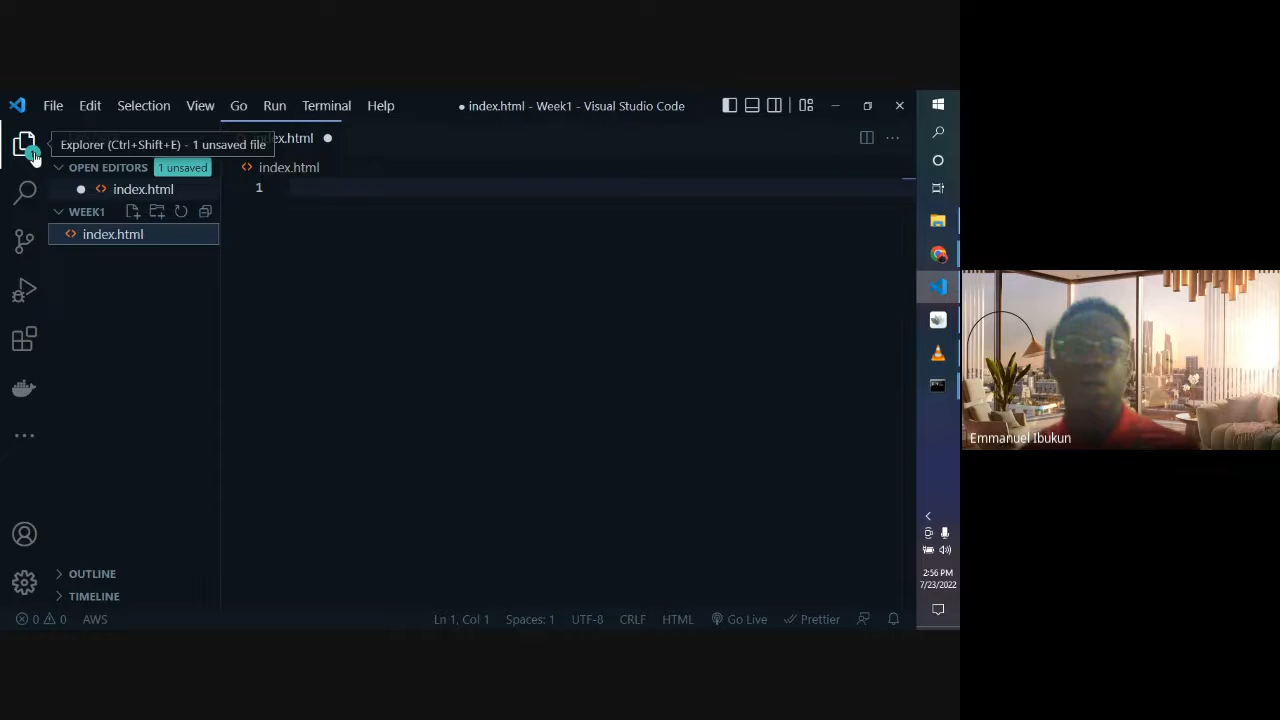 File Edit Selection View Go Run Terminal Help
● index.html - Week1 - Visual Studio Code
Explorer (Ctrl+Shift+E) - 1 unsaved file
index.html
OPEN EDITORS 1 unsaved
index.html
index.html
1
WEEK1
index.html
OUTLINE
TIMELINE
0 0 AWS
Ln 1, Col 1 Spaces: 1 UTF-8 CRLF HTML Go Live Prettier
2:56 PM
7/23/2022
Emmanuel Ibukun